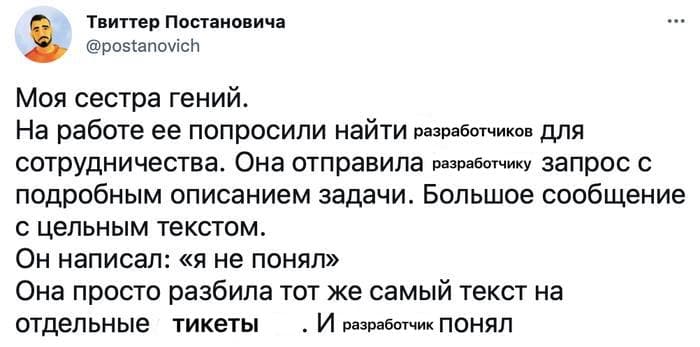 Твиттер Постановича
@postanovich
Моя сестра гений.
На работе ее попросили найти разработчиков для
сотрудничества. Она отправила разработчику запрос с
подробным описанием задачи. Большое сообщение
с цельным текстом.
Он написал: «я не понял»
Она просто разбила тот же самый текст на
отдельные тикеты . И разработчик понял